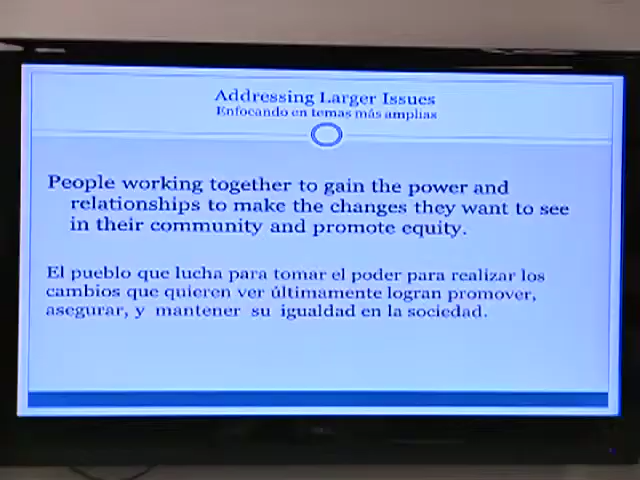 Addressing Larger Issues
Enfocando en temas más amplias
People working together to gain the power and
relationships to make the changes they want to see
in their community and promote equity.
El pueblo que lucha para tomar el poder para realizar los
cambios que quieren ver últimamente logran promover,
asegurar, y mantener su igualdad en la sociedad.